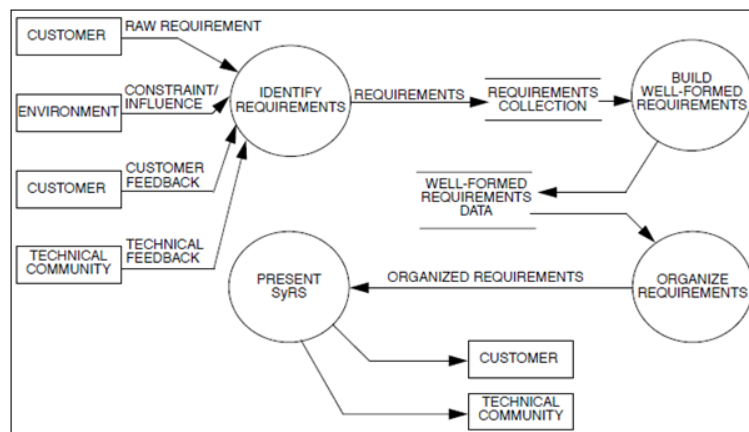 CUSTOMER
RAW REQUIREMENT
ENVIRONMENT
CONSTRAINT/
INFLUENCE
CUSTOMER
CUSTOMER
FEEDBACK
TECHNICAL
COMMUNITY
TECHNICAL
FEEDBACK
IDENTIFY
REQUIREMENTS
REQUIREMENTS
REQUIREMENTS
COLLECTION
BUILD
WELL-FORMED
REQUIREMENTS
WELL-FORMED
REQUIREMENTS
DATA
ORGANIZE
REQUIREMENTS
ORGANIZED REQUIREMENTS
PRESENT
SyRS
CUSTOMER
TECHNICAL
COMMUNITY